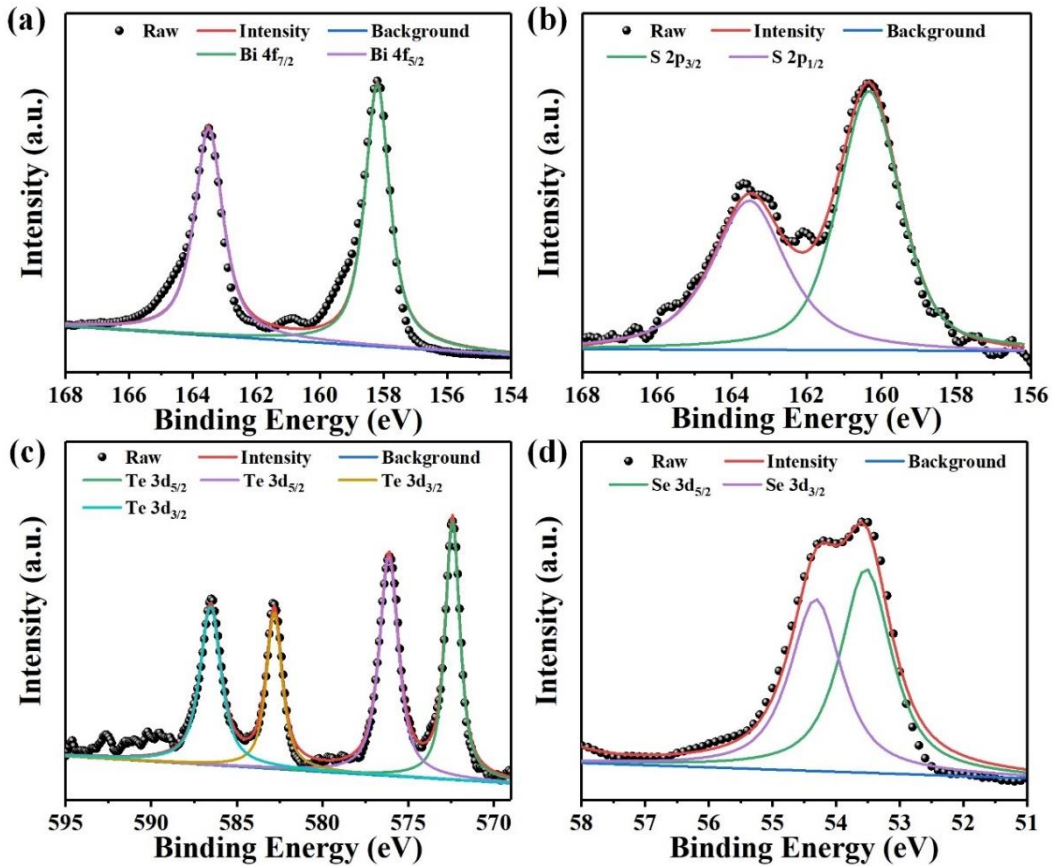 (a)
Raw Intensity Background
Bi 4f7/2 Bi 4f5/2
Intensity (a.u.)
168 166 164 162 160 158 156 154
Binding Energy (eV)
(b)
Raw Intensity Background
S 2p3/2 S 2p1/2
Intensity (a.u.)
168 166 164 162 160 158 156
Binding Energy (eV)
(c)
Raw Intensity Background
Te 3d5/2 Te 3d5/2 Te 3d3/2
Te 3d3/2
Intensity (a.u.)
595 590 585 580 575 570
Binding Energy (eV)
(d)
Raw Intensity Background
Se 3d5/2 Se 3d3/2
Intensity (a.u.)
58 57 56 55 54 53 52 51
Binding Energy (eV)